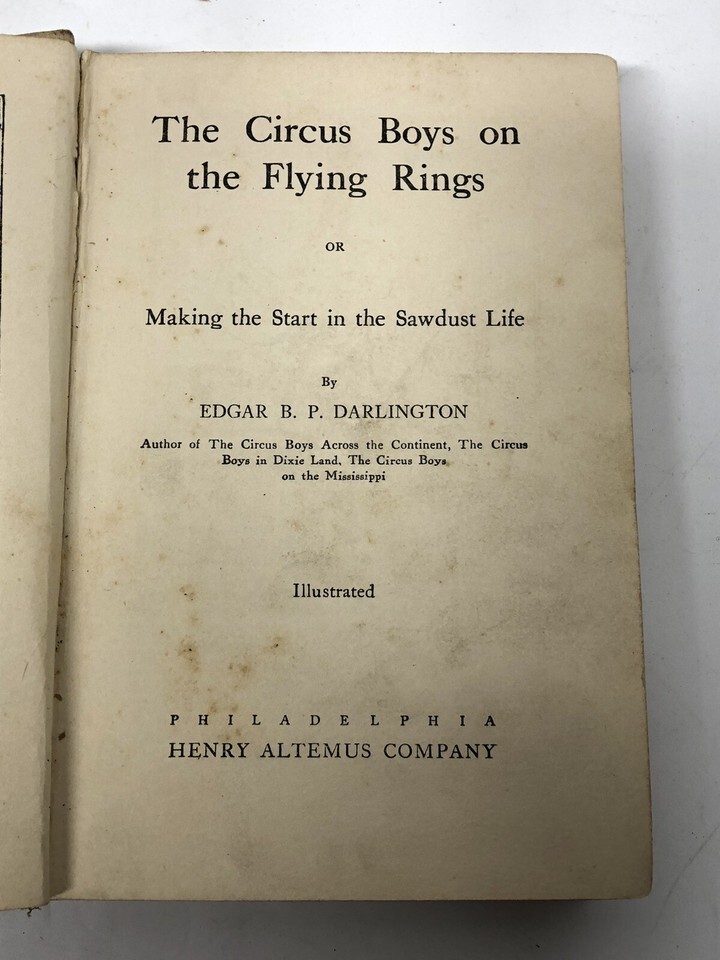 The Circus Boys on
the Flying Rings
OR
Making the Start in the Sawdust Life
By
EDGAR B. P. DARLINGTON
Author of The Circus Boys Across the Continent, The Circus
Boys in Dixie Land, The Circus Boys
on the Mississippi
Illustrated
PHILADELPHIA
HENRY ALTEMUS COMPANY